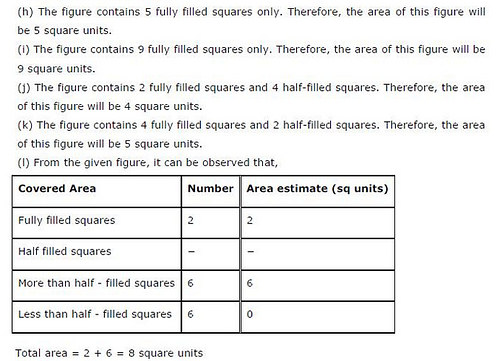 (h) The figure contains 5 fully filled squares only. Therefore, the area of this figure will
be 5 square units.
(i) The figure contains 9 fully filled squares only. Therefore, the area of this figure will be
9 square units.
(j) The figure contains 2 fully filled squares and 4 half-filled squares. Therefore, the area
of this figure will be 4 square units.
(k) The figure contains 4 fully filled squares and 2 half-filled squares. Therefore, the area
of this figure will be 5 square units.
(l) From the given figure, it can be observed that,
Covered Area Number Area estimate (sq units)
Fully filled squares 2 2
Half filled squares – –
More than half - filled squares 6 6
Less than half - filled squares 6 0
Total area = 2 + 6 = 8 square units